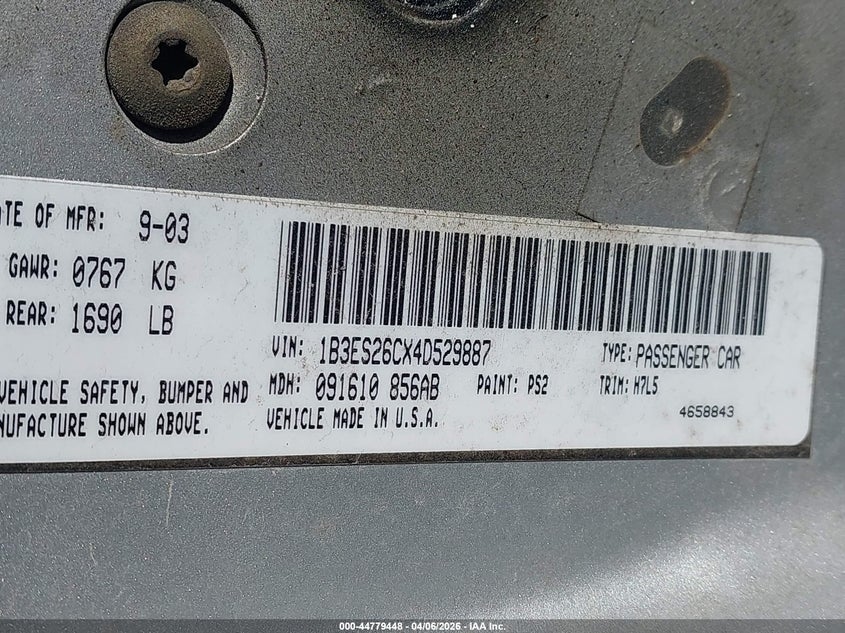 ATE OF MFR: 9-03
GAWR: 0767 KG
REAR: 1690 LB
VIN: 1B3ES26CX4D529887 TYPE: PASSENGER CAR
VEHICLE SAFETY, BUMPER AND MDH: 091610 856AB PAINT: PS2 TRIM: H7L5
NUFACTURE SHOWN ABOVE. VEHICLE MADE IN U.S.A. 4658843
000-44779448 - 04/06/2026 - IAA Inc.